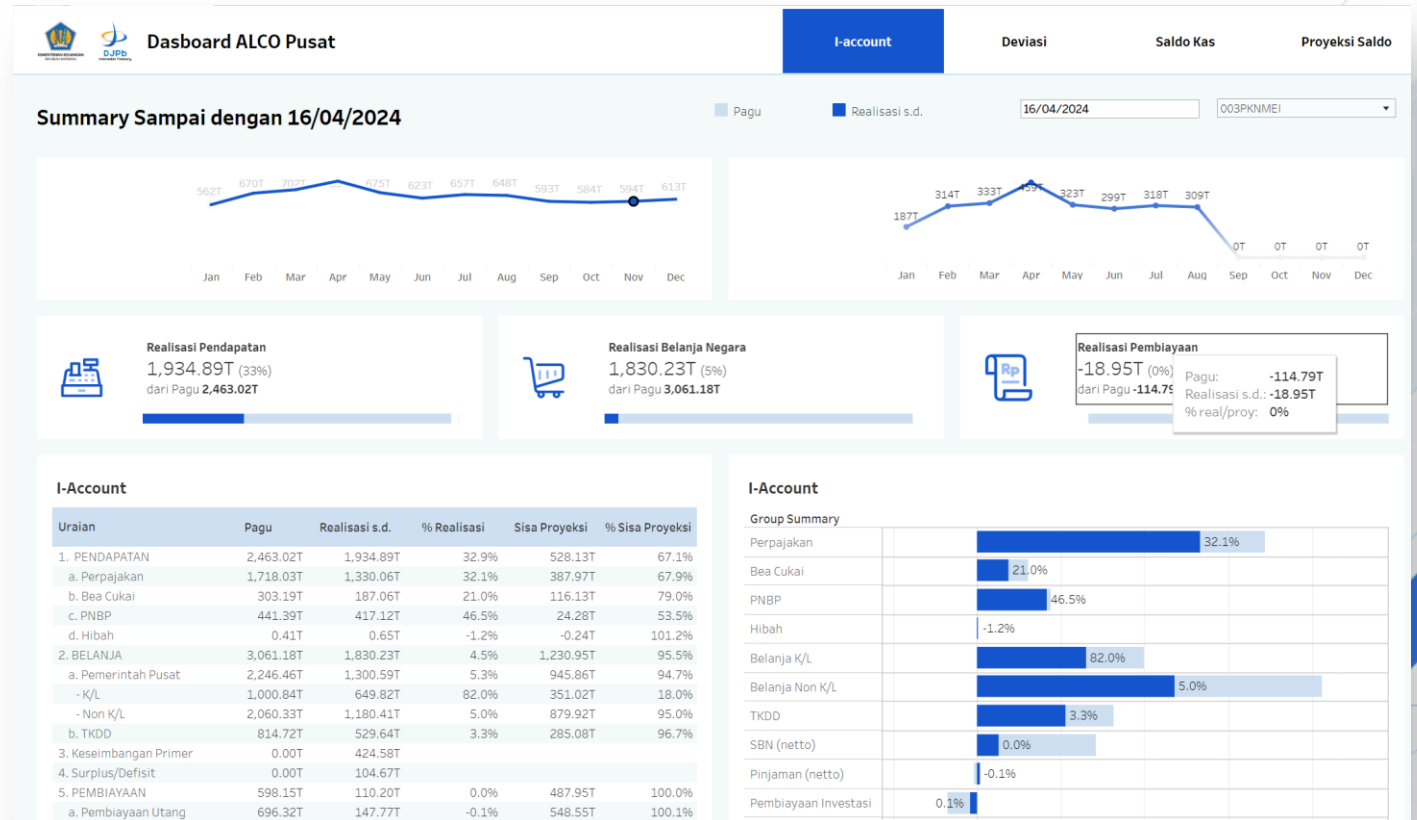 KEMENTERIAN KEUANGAN
REPUBLIK INDONESIA
DJPb
Dasboard ALCO Pusat
I-account
Deviasi
Saldo Kas
Proyeksi Saldo
Summary Sampai dengan 16/04/2024
Pagu
Realisasi s.d.
16/04/2024
003PKNMEI
562T 670T 702T 675T 623T 657T 648T 593T 584T 594T 613T
Jan Feb Mar Apr May Jun Jul Aug Sep Oct Nov Dec
187T 314T 333T 459T 323T 299T 318T 309T 0T 0T 0T 0T
Jan Feb Mar Apr May Jun Jul Aug Sep Oct Nov Dec
Realisasi Pendapatan
1,934.89T (33%)
dari Pagu 2,463.02T
Realisasi Belanja Negara
1,830.23T (5%)
dari Pagu 3,061.18T
Realisasi Pembiayaan
-18.95T (0%)
dari Pagu -114.79
Pagu: -114.79T
Realisasi s.d.: -18.95T
% real/proy: 0%
I-Account
Uraian Pagu Realisasi s.d. % Realisasi Sisa Proyeksi % Sisa Proyeksi
1. PENDAPATAN 2,463.02T 1,934.89T 32.9% 528.13T 67.1%
a. Perpajakan 1,718.03T 1,330.06T 32.1% 387.97T 67.9%
b. Bea Cukai 303.19T 187.06T 21.0% 116.13T 79.0%
c. PNBP 441.39T 417.12T 46.5% 24.28T 53.5%
d. Hibah 0.41T 0.65T -1.2% -0.24T 101.2%
2. BELANJA 3,061.18T 1,830.23T 4.5% 1,230.95T 95.5%
a. Pemerintah Pusat 2,246.46T 1,300.59T 5.3% 945.86T 94.7%
- K/L 1,000.84T 649.82T 82.0% 351.02T 18.0%
- Non K/L 2,060.33T 1,180.41T 5.0% 879.92T 95.0%
b. TKDD 814.72T 529.64T 3.3% 285.08T 96.7%
3. Keseimbangan Primer 0.00T 424.58T
4. Surplus/Defisit 0.00T 104.67T
5. PEMBIAYAAN 598.15T 110.20T 0.0% 487.95T 100.0%
a. Pembiayaan Utang 696.32T 147.77T -0.1% 548.55T 100.1%
I-Account
Group Summary
Perpajakan 32.1%
Bea Cukai 21.0%
PNBP 46.5%
Hibah -1.2%
Belanja K/L 82.0%
Belanja Non K/L 5.0%
TKDD 3.3%
SBN (netto) 0.0%
Pinjaman (netto) -0.1%
Pembiayaan Investasi 0.1%